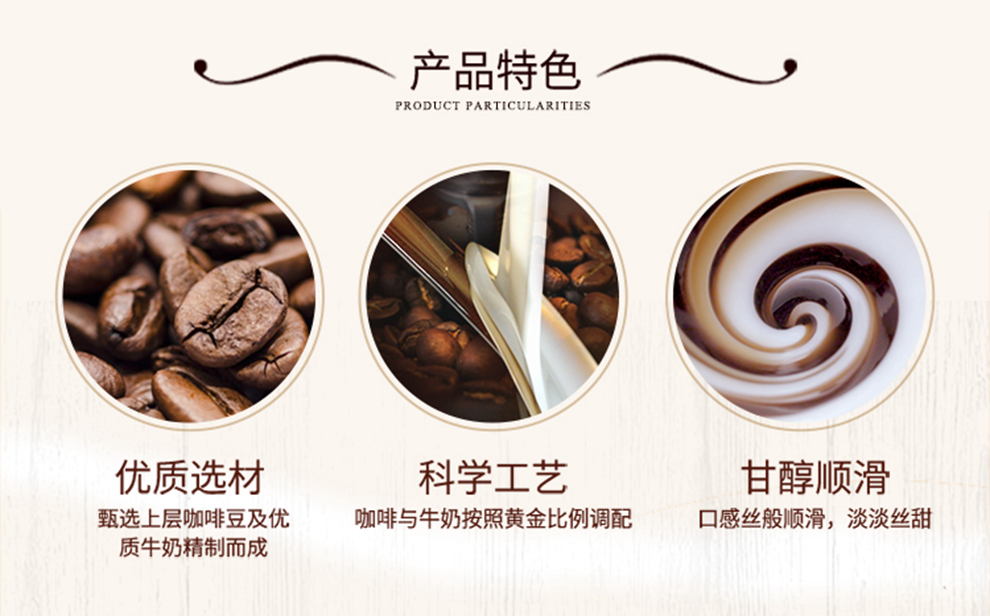 产品特色
PRODUCT PARTICULARITIES
优质选材
甄选上层咖啡豆及优
质牛奶精制而成
科学工艺
咖啡与牛奶按照黄金比例调配
甘醇顺滑
口感丝般顺滑，淡淡丝甜